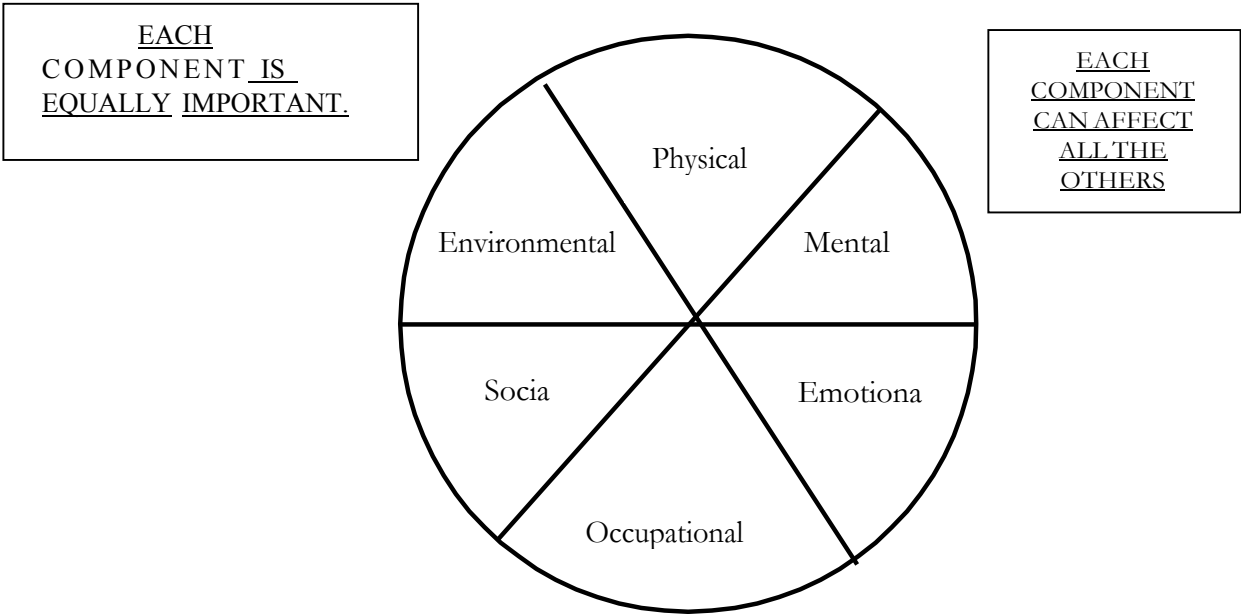 EACH
COMPONENT IS
EQUALLY IMPORTANT.
EACH
COMPONENT
CAN AFFECT
ALL THE
OTHERS
Physical
Environmental
Mental
Socia
Emotiona
Occupational